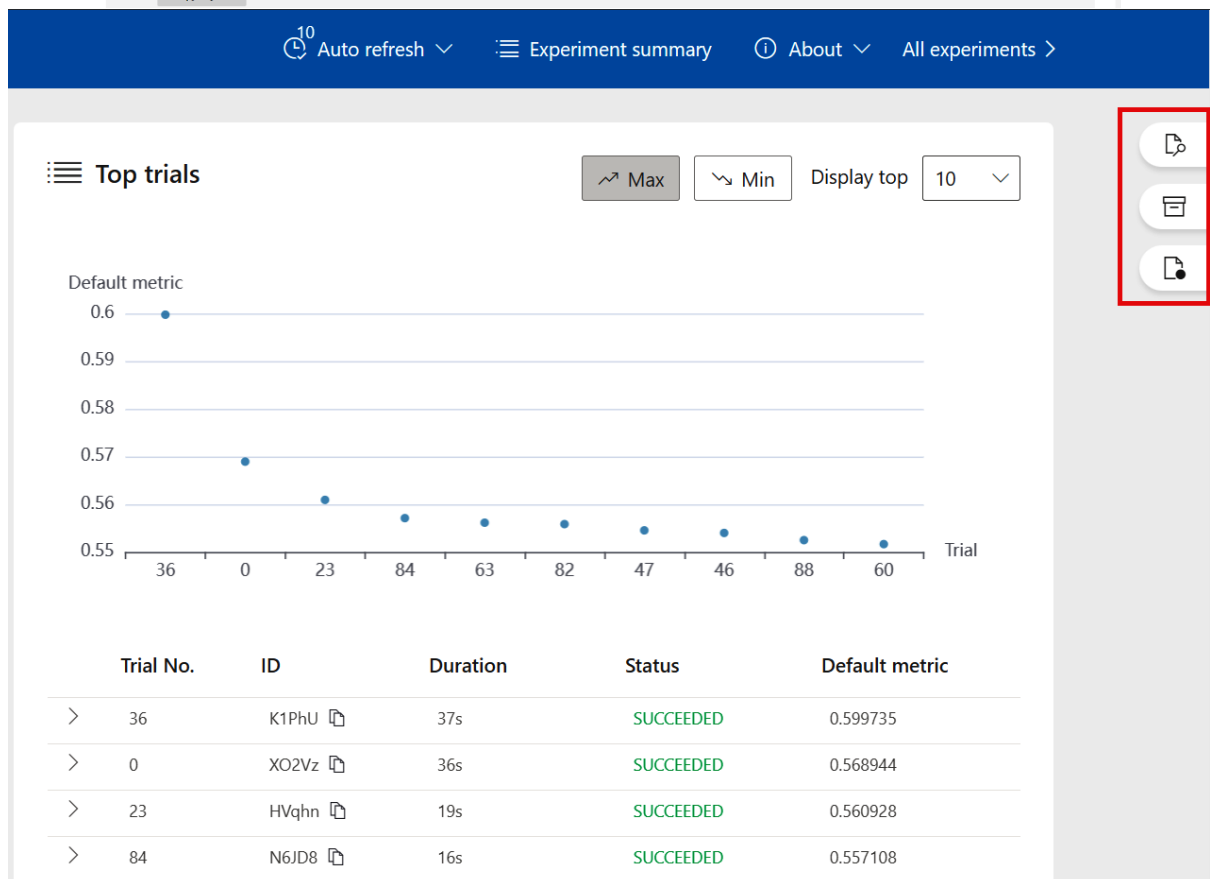 10
Auto refresh Experiment summary About All experiments
Top trials Max Min Display top 10
Default metric
0.6
0.59
0.58
0.57
0.56
0.55
Trial
36 0 23 84 63 82 47 46 88 60
Trial No. ID Duration Status Default metric
36 K1PhU 37s SUCCEEDED 0.599735
0 XO2Vz 36s SUCCEEDED 0.568944
23 HVqhn 19s SUCCEEDED 0.560928
84 N6JD8 16s SUCCEEDED 0.557108